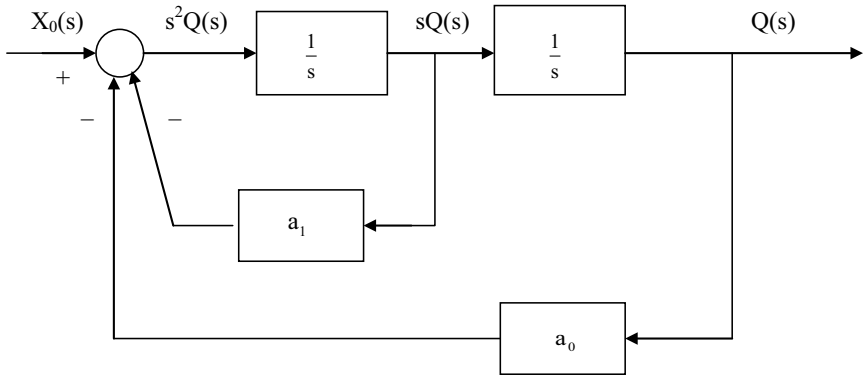 X₀(s)
s²Q(s)
1
s
sQ(s)
1
s
Q(s)
+
−
−
a₁
a₀